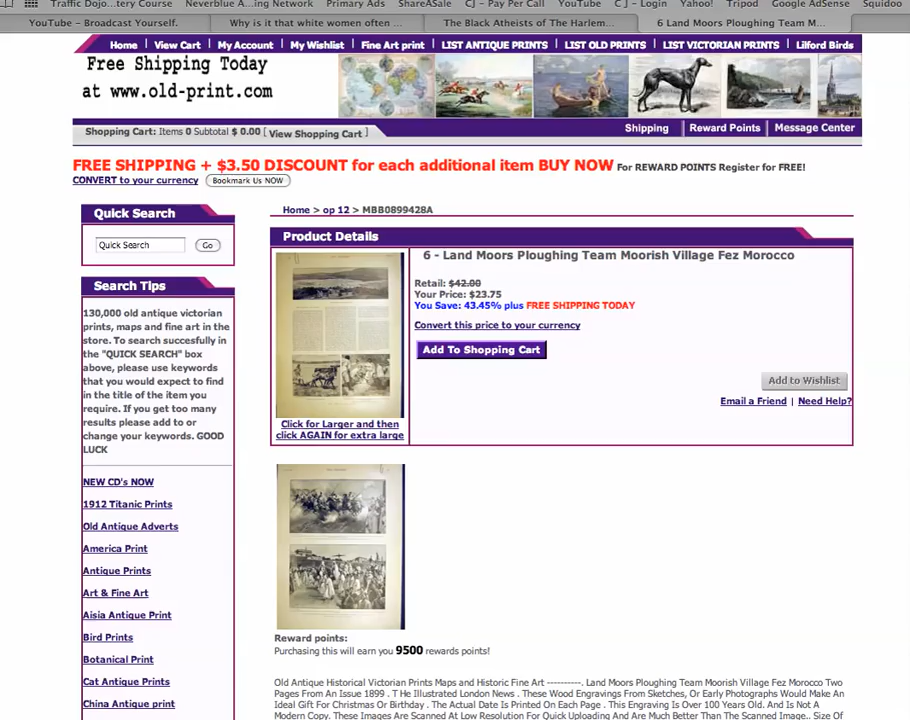 Traffic Dojo...tery Course Neverblue A...ing Network Primary Ads ShareASale CJ - Pay Per Call YouTube C J - Login Yahoo! Tripod Google AdSense Squidoo
YouTube - Broadcast Yourself. Why is it that white women often ... The Black Atheists of The Harlem... 6 Land Moors Ploughing Team M...
Home View Cart My Account My Wishlist Fine Art print LIST ANTIQUE PRINTS LIST OLD PRINTS LIST VICTORIAN PRINTS Lilford Birds
Free Shipping Today
at www.old-print.com
Shopping Cart: Items 0 Subtotal $ 0.00 [ View Shopping Cart ]
Shipping Reward Points Message Center
FREE SHIPPING + $3.50 DISCOUNT for each additional item BUY NOW For REWARD POINTS Register for FREE!
CONVERT to your currency Bookmark Us NOW
Quick Search
Quick Search Go
Search Tips
130,000 old antique victorian
prints, maps and fine art in the
store. To search succesfully in
the "QUICK SEARCH" box
above, please use keywords
that you would expect to find
in the title of the item you
require. If you get too many
results please add to or
change your keywords. GOOD
LUCK
NEW CD's NOW
1912 Titanic Prints
Old Antique Adverts
America Print
Antique Prints
Art & Fine Art
Aisia Antique Print
Bird Prints
Botanical Print
Cat Antique Prints
China Antique print
Home > op 12 > MBB0899428A
Product Details
6 - Land Moors Ploughing Team Moorish Village Fez Morocco
Retail: $42.00
Your Price: $23.75
You Save: 43.45% plus FREE SHIPPING TODAY
Convert this price to your currency
Add To Shopping Cart
Add to Wishlist
Email a Friend | Need Help?
Click for Larger and then
click AGAIN for extra large
Reward points:
Purchasing this will earn you 9500 rewards points!
Old Antique Historical Victorian Prints Maps and Historic Fine Art ----------. Land Moors Ploughing Team Moorish Village Fez Morocco Two
Pages From An Issue 1899 . T He Illustrated London News . These Wood Engravings From Sketches, Or Early Photographs Would Make An
Ideal Gift For Christmas Or Birthday . The Actual Date Is Printed On Each Page . This Engraving Is Over 100 Years Old. And Is Not A
Modern Copy. These Images Are Scanned At Low Resolution For Quick Uploading And Are Much Better Than The Scanned Image.. Size Of